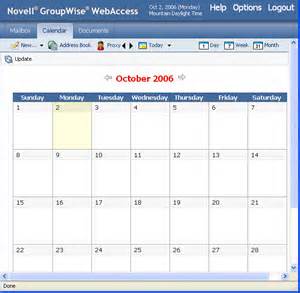 Novell® GroupWise® WebAccess
Oct 2, 2006 (Monday)
Mountain Daylight Time
Help Options Logout
Mailbox Calendar Documents
New Address Book Proxy Today 1 Day 7 Week 31 Month
Update
October 2006
Sunday Monday Tuesday Wednesday Thursday Friday Saturday
1 2 3 4 5 6 7
8 9 10 11 12 13 14
15 16 17 18 19 20 21
22 23 24 25 26 27 28
Done